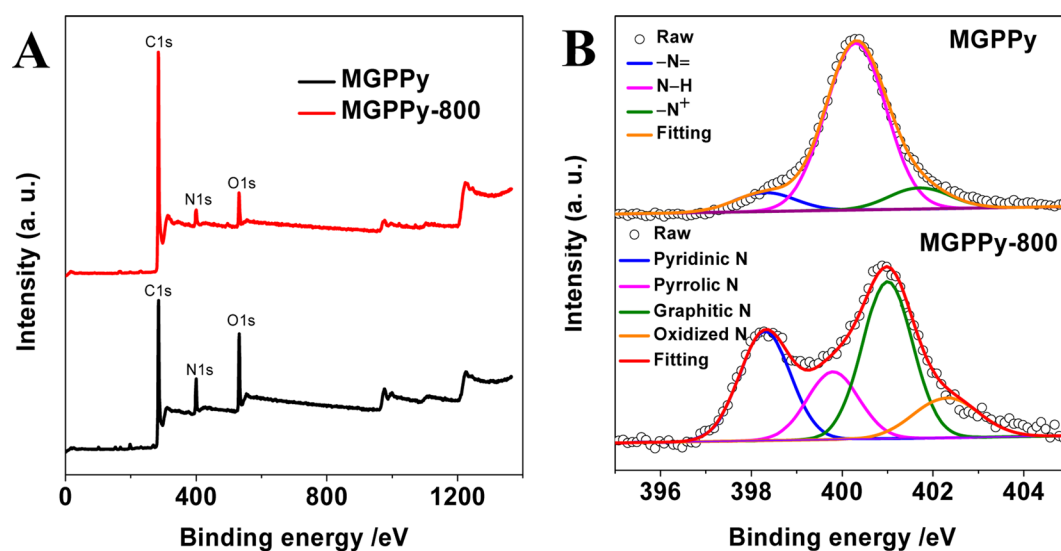 A
C1s
MGPPy
MGPPy-800
N1s
O1s
C1s
O1s
N1s
Intensity (a. u.)
0
400
800
1200
Binding energy /eV
B
MGPPy
Raw
–N=
N–H
–N⁺
Fitting
MGPPy-800
Raw
Pyridinic N
Pyrrolic N
Graphitic N
Oxidized N
Fitting
Intensity (a. u.)
396
398
400
402
404
Binding energy /eV